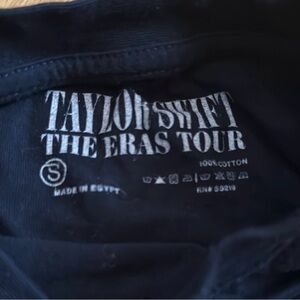 TAYLOR SWIFT
THE ERAS TOUR
100% COTTON
S
MADE IN EGYPT